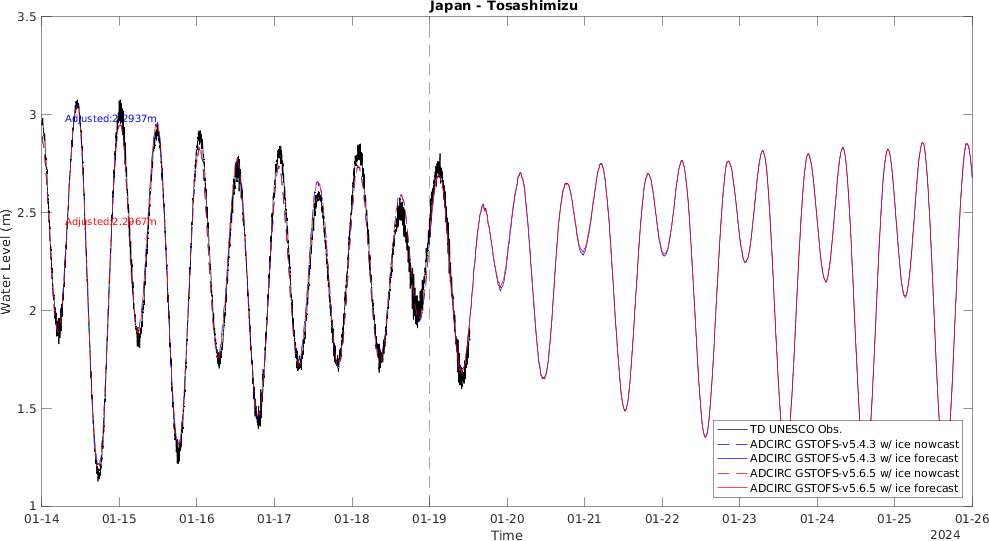 Japan - Tosashimizu
3.5
3
2.5
2
1.5
1
Water Level (m)
Adjusted:2.2937m
Adjusted:2.2967m
TD UNESCO Obs.
ADCIRC GSTOFS-v5.4.3 w/ ice nowcast
ADCIRC GSTOFS-v5.4.3 w/ ice forecast
ADCIRC GSTOFS-v5.6.5 w/ ice nowcast
ADCIRC GSTOFS-v5.6.5 w/ ice forecast
01-14 01-15 01-16 01-17 01-18 01-19 01-20 01-21 01-22 01-23 01-24 01-25 01-26
Time
2024